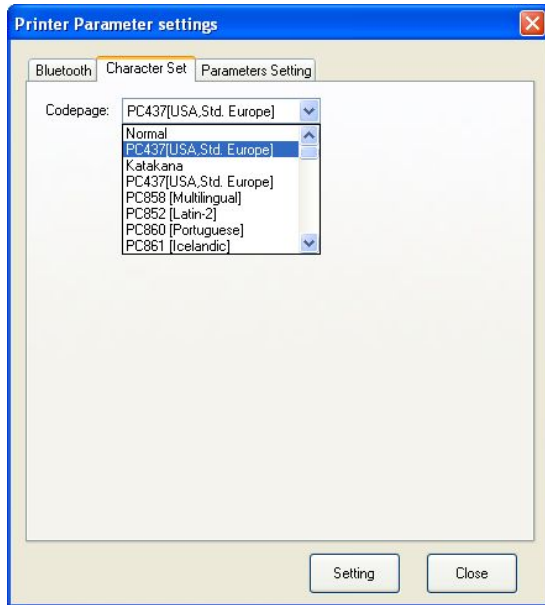 Printer Parameter settings
Bluetooth Character Set Parameters Setting
Codepage: PC437[USA,Std. Europe]
Normal
PC437[USA,Std. Europe]
Katakana
PC437[USA,Std. Europe]
PC858 [Multilingual]
PC852 [Latin-2]
PC860 [Portuguese]
PC861 [Icelandic]
Setting Close